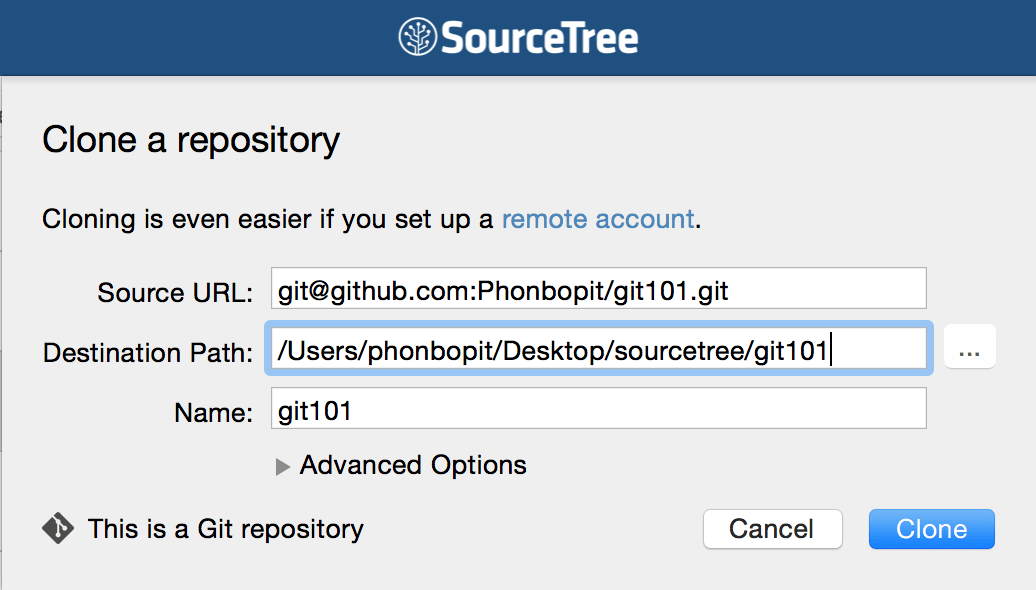 SourceTree
Clone a repository
Cloning is even easier if you set up a remote account.
Source URL: git@github.com:Phonbopit/git101.git
Destination Path: /Users/phonbopit/Desktop/sourcetree/git101 ...
Name: git101
Advanced Options
This is a Git repository Cancel Clone